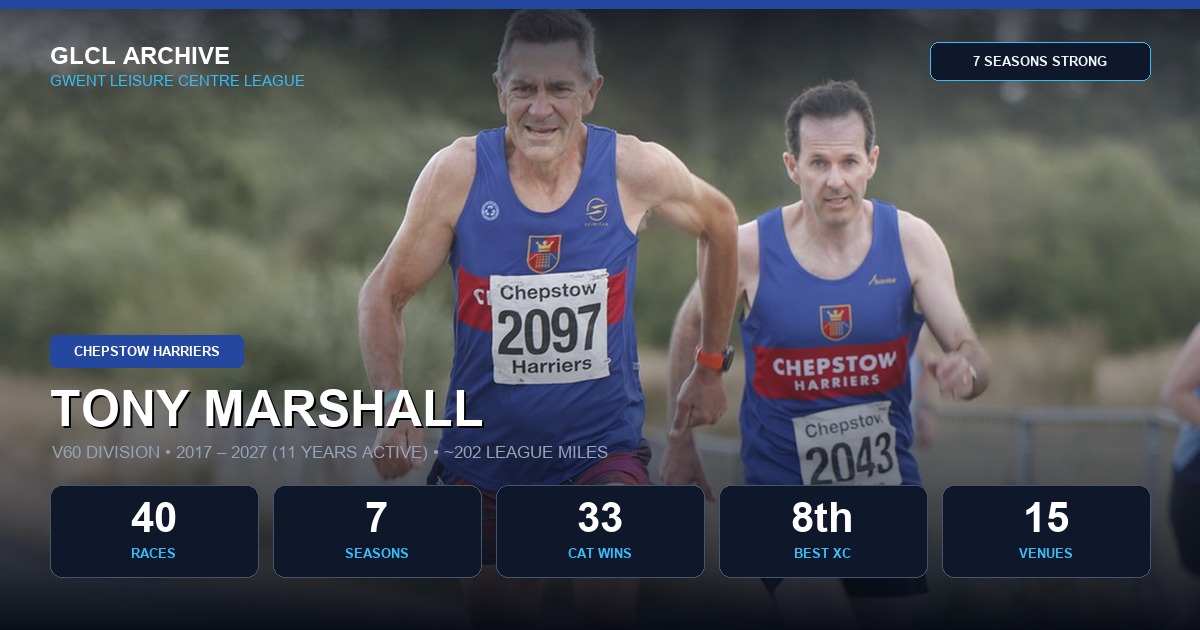 GLCL ARCHIVE
GWENT LEISURE CENTRE LEAGUE
7 SEASONS STRONG
Chepstow
2097
Harriers
CHEPSTOW
HARRIERS
Chepstow
2043
CHEPSTOW HARRIERS
TONY MARSHALL
V60 DIVISION • 2017 – 2027 (11 YEARS ACTIVE) • ~202 LEAGUE MILES
40
RACES
7
SEASONS
33
CAT WINS
8th
BEST XC
15
VENUES